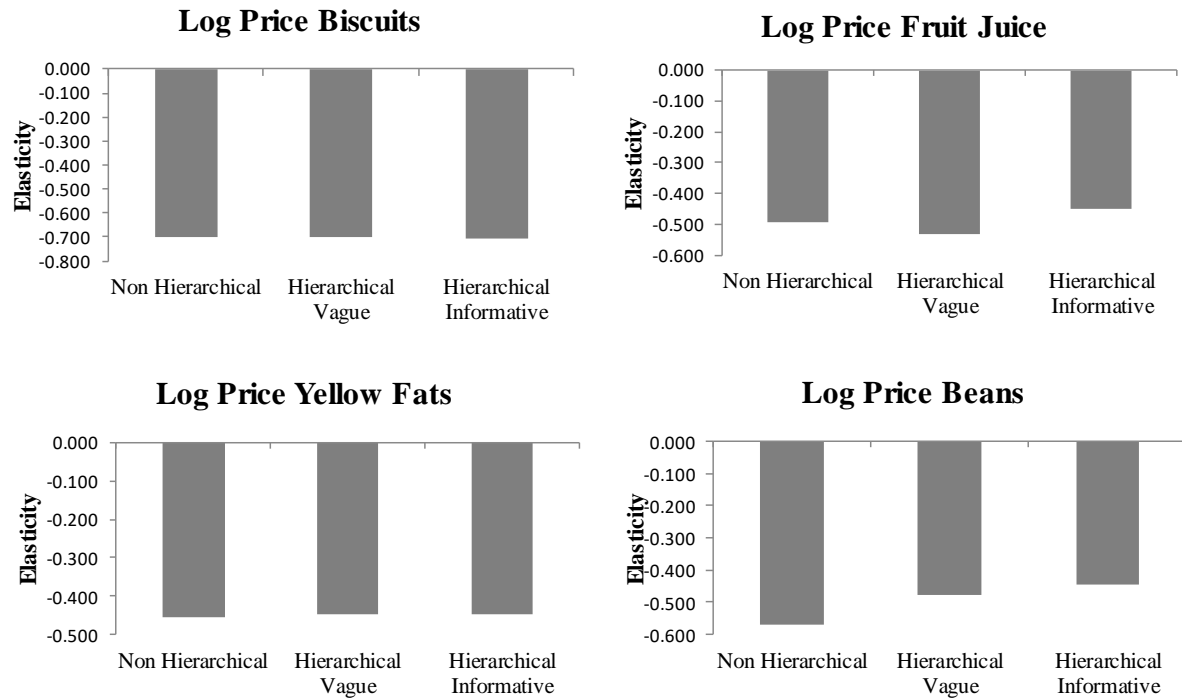 Log Price Biscuits
Elasticity
0.000
-0.100
-0.200
-0.300
-0.400
-0.500
-0.600
-0.700
-0.800
Non Hierarchical
Hierarchical
Vague
Hierarchical
Informative
Log Price Fruit Juice
Elasticity
0.000
-0.100
-0.200
-0.300
-0.400
-0.500
-0.600
Non Hierarchical
Hierarchical
Vague
Hierarchical
Informative
Log Price Yellow Fats
Elasticity
0.000
-0.100
-0.200
-0.300
-0.400
-0.500
Non Hierarchical
Hierarchical
Vague
Hierarchical
Informative
Log Price Beans
Elasticity
0.000
-0.100
-0.200
-0.300
-0.400
-0.500
-0.600
Non Hierarchical
Hierarchical
Vague
Hierarchical
Informative